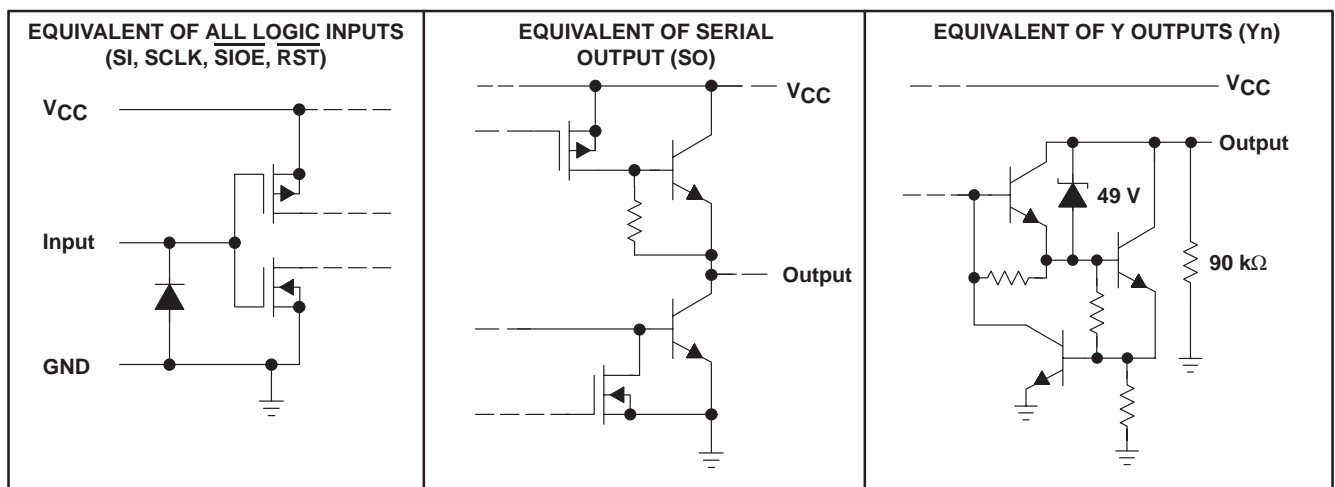 EQUIVALENT OF ALL LOGIC INPUTS
(SI, SCLK, SIOE, RST)
VCC
Input
GND
EQUIVALENT OF SERIAL
OUTPUT (SO)
VCC
Output
EQUIVALENT OF Y OUTPUTS (Yn)
VCC
Output
49 V
90 kΩ